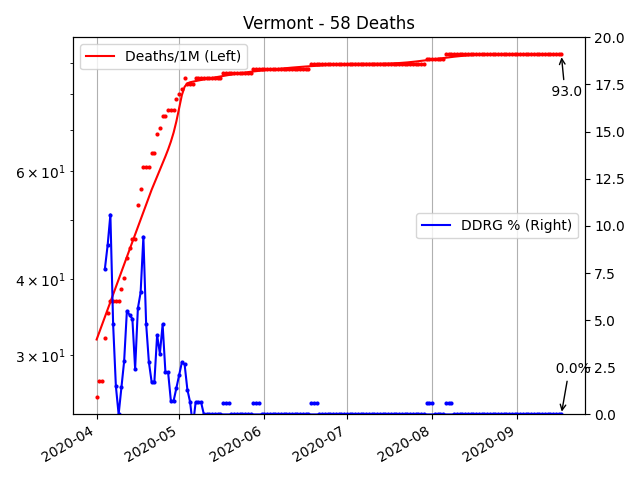 Vermont - 58 Deaths
Deaths/1M (Left)
DDRG % (Right)
93.0
0.0%
6 × 10¹
4 × 10¹
3 × 10¹
20.0
17.5
15.0
12.5
10.0
7.5
5.0
2.5
0.0
2020-04
2020-05
2020-06
2020-07
2020-08
2020-09